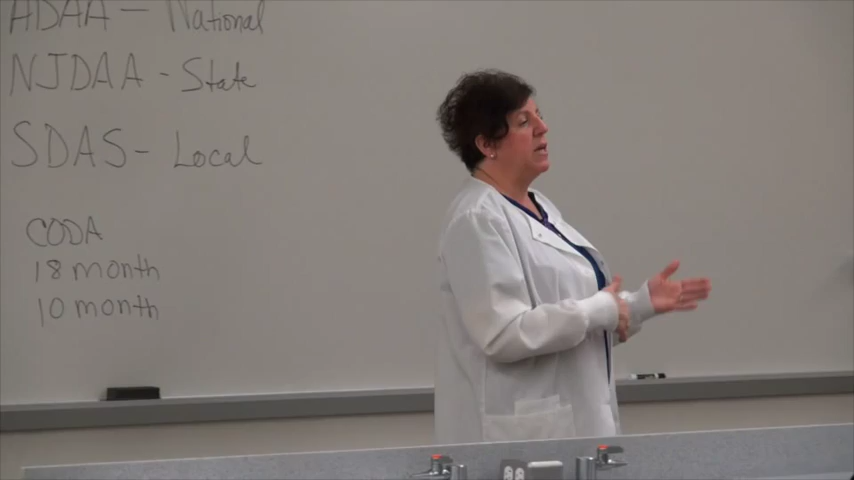 ADAA — National
NJDAA - State
SDAS - Local
CODA
18 month
10 month